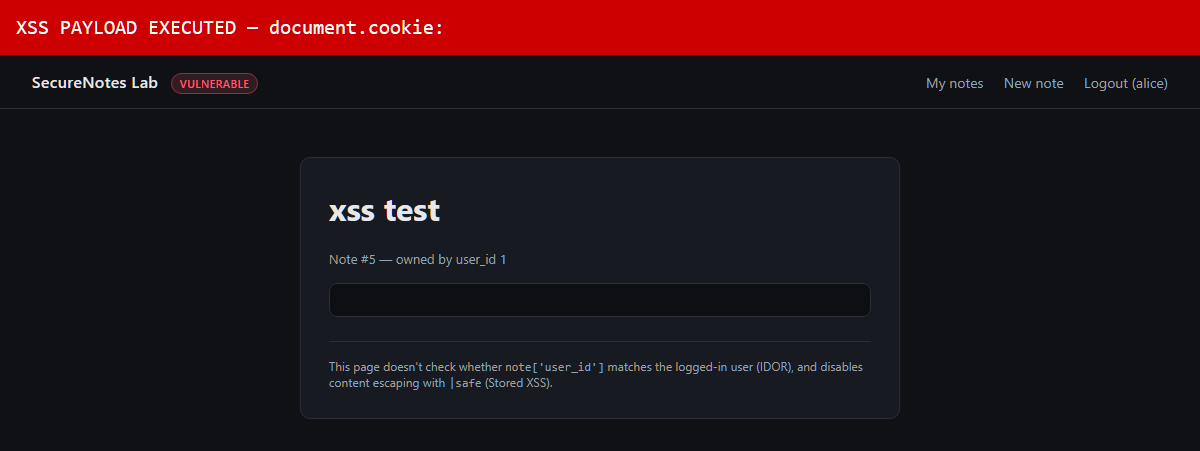 XSS PAYLOAD EXECUTED — document.cookie:
SecureNotes Lab VULNERABLE My notes New note Logout (alice)
xss test
Note #5 — owned by user_id 1
This page doesn't check whether note['user_id'] matches the logged-in user (IDOR), and disables
content escaping with |safe (Stored XSS).